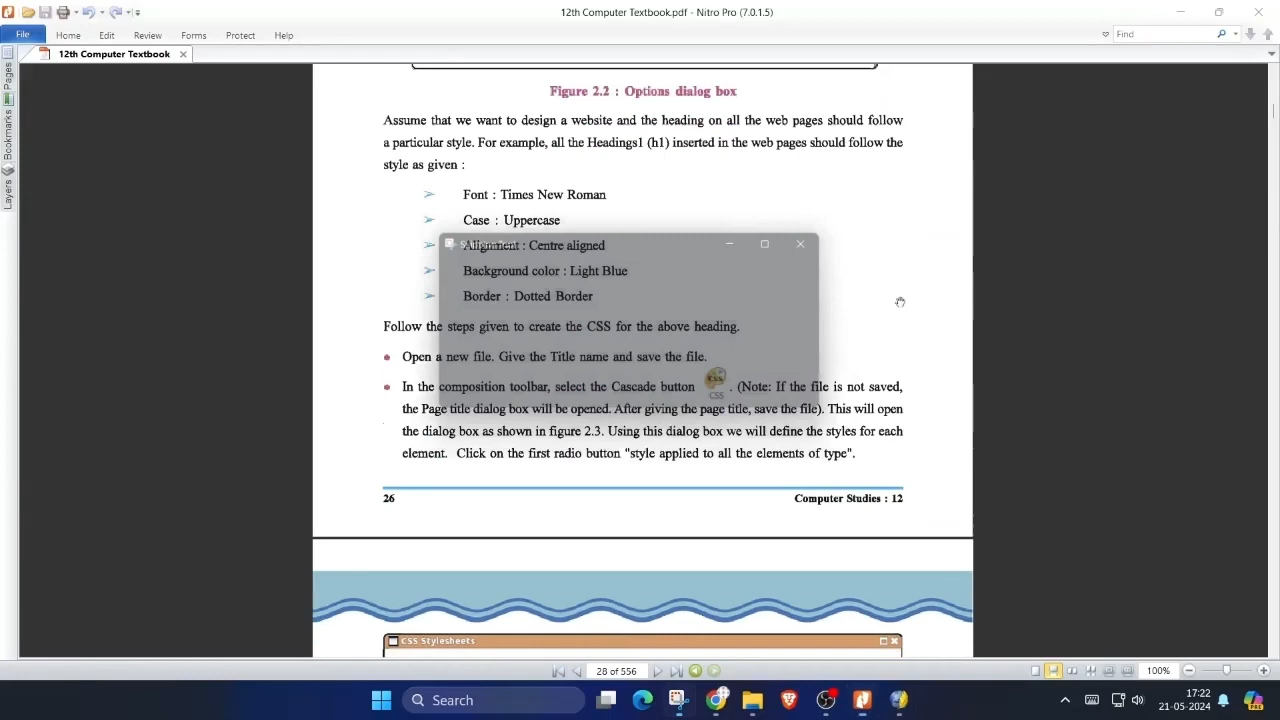 12th Computer Textbook.pdf - Nitro Pro (7.0.1.5)
File Home Edit Review Forms Protect Help
Find
12th Computer Textbook
Pages
Bookmarks
Layers
Figure 2.2 : Options dialog box
Assume that we want to design a website and the heading on all the web pages should follow
a particular style. For example, all the Headings1 (h1) inserted in the web pages should follow the
style as given :
Font : Times New Roman
Case : Uppercase
Alignment : Centre aligned
Background color : Light Blue
Border : Dotted Border
Follow the steps given to create the CSS for the above heading.
Open a new file. Give the Title name and save the file.
In the composition toolbar, select the Cascade button CSS . (Note: If the file is not saved,
the Page title dialog box will be opened. After giving the page title, save the file). This will open
the dialog box as shown in figure 2.3. Using this dialog box we will define the styles for each
element. Click on the first radio button "style applied to all the elements of type".
26 Computer Studies : 12
CSS Stylesheets
28 of 556
100%
Search
17:22
21-05-2024